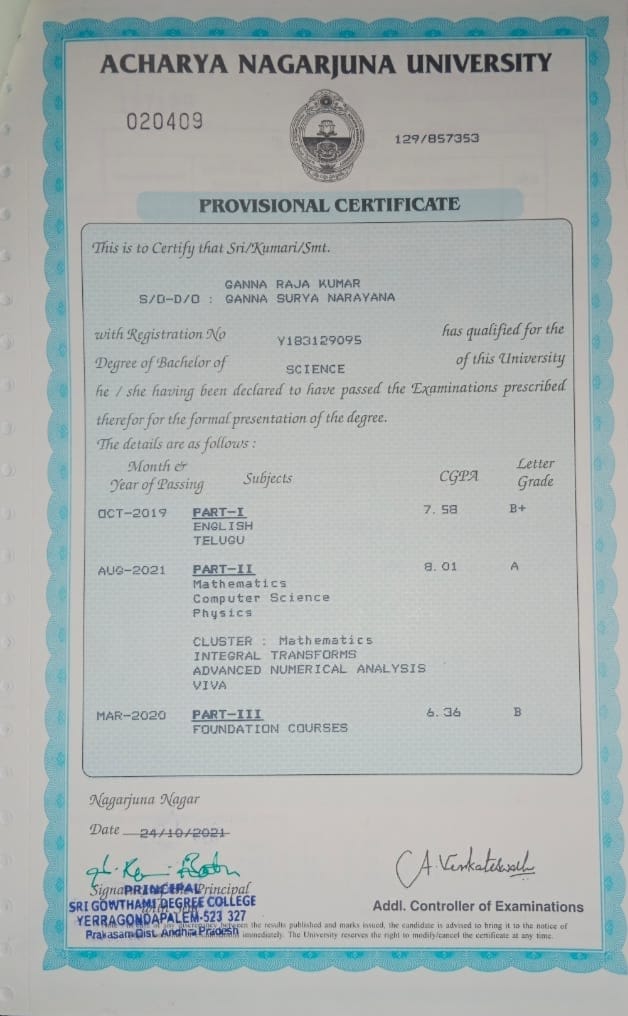 ACHARYA NAGARJUNA UNIVERSITY
020409
129/857353
PROVISIONAL CERTIFICATE
This is to Certify that Sri/Kumari/Smt.
GANNA RAJA KUMAR
S/O-D/O : GANNA SURYA NARAYANA
with Registration No Y183129095 has qualified for the
Degree of Bachelor of SCIENCE of this University
he / she having been declared to have passed the Examinations prescribed
therefor for the formal presentation of the degree.
The details are as follows :
Month & Year of Passing Subjects CGPA Letter Grade
OCT-2019 PART-I 7.58 B+
ENGLISH
TELUGU
AUG-2021 PART-II 8.01 A
Mathematics
Computer Science
Physics
CLUSTER : Mathematics
INTEGRAL TRANSFORMS
ADVANCED NUMERICAL ANALYSIS
VIVA
MAR-2020 PART-III 6.36 B
FOUNDATION COURSES
Nagarjuna Nagar
Date 24/10/2021
Principal
PRINCIPAL
SRI GOWTHAMI DEGREE COLLEGE
YERRAGONDAPALEM-523 327
Prakasam Dist. Andhra Pradesh
Addl. Controller of Examinations
between the results published and marks issued, the candidate is advised to bring it to the notice of
immediately. The University reserves the right to modify/cancel the certificate at any time.